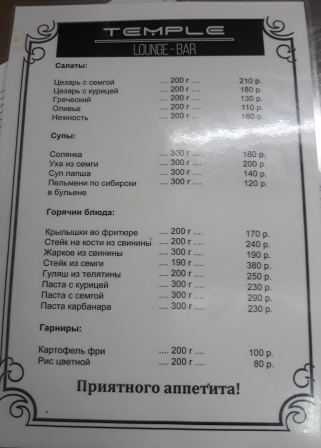 TEMPLE
LOUNGE - BAR
Салаты:
Цезарь с семгой .... 200 г .... 210 р.
Цезарь с курицей .... 200 г .... 180 р.
Греческий .... 200 г .... 130 р.
Оливье .... 200 г .... 110 р.
Нежность .... 200 г .... 160 р.
Супы:
Солянка .... 300 г .... 180 р.
Уха из семги .... 300 г .... 200 р.
Суп лапша .... 300 г .... 140 р.
Пельмени по сибирски .... 300 г .... 120 р.
в бульене
Горячии блюда:
Крылышки во фритюре .... 200 г .... 170 р.
Стейк на кости из свинины .... 200 г .... 240 р.
Жаркое из свинины .... 300 г .... 190 р.
Стейк из семги .... 190 г .... 380 р.
Гуляш из телятины .... 200 г .... 250 р.
Паста с курицей .... 300 г .... 230 р.
Паста с семгой .... 300 г .... 290 р.
Паста карбанара .... 300 г .... 230 р.
Гарниры:
Картофель фри .... 200 г .... 100 р.
Рис цветной .... 200 г .... 80 р.
Приятного аппетита!